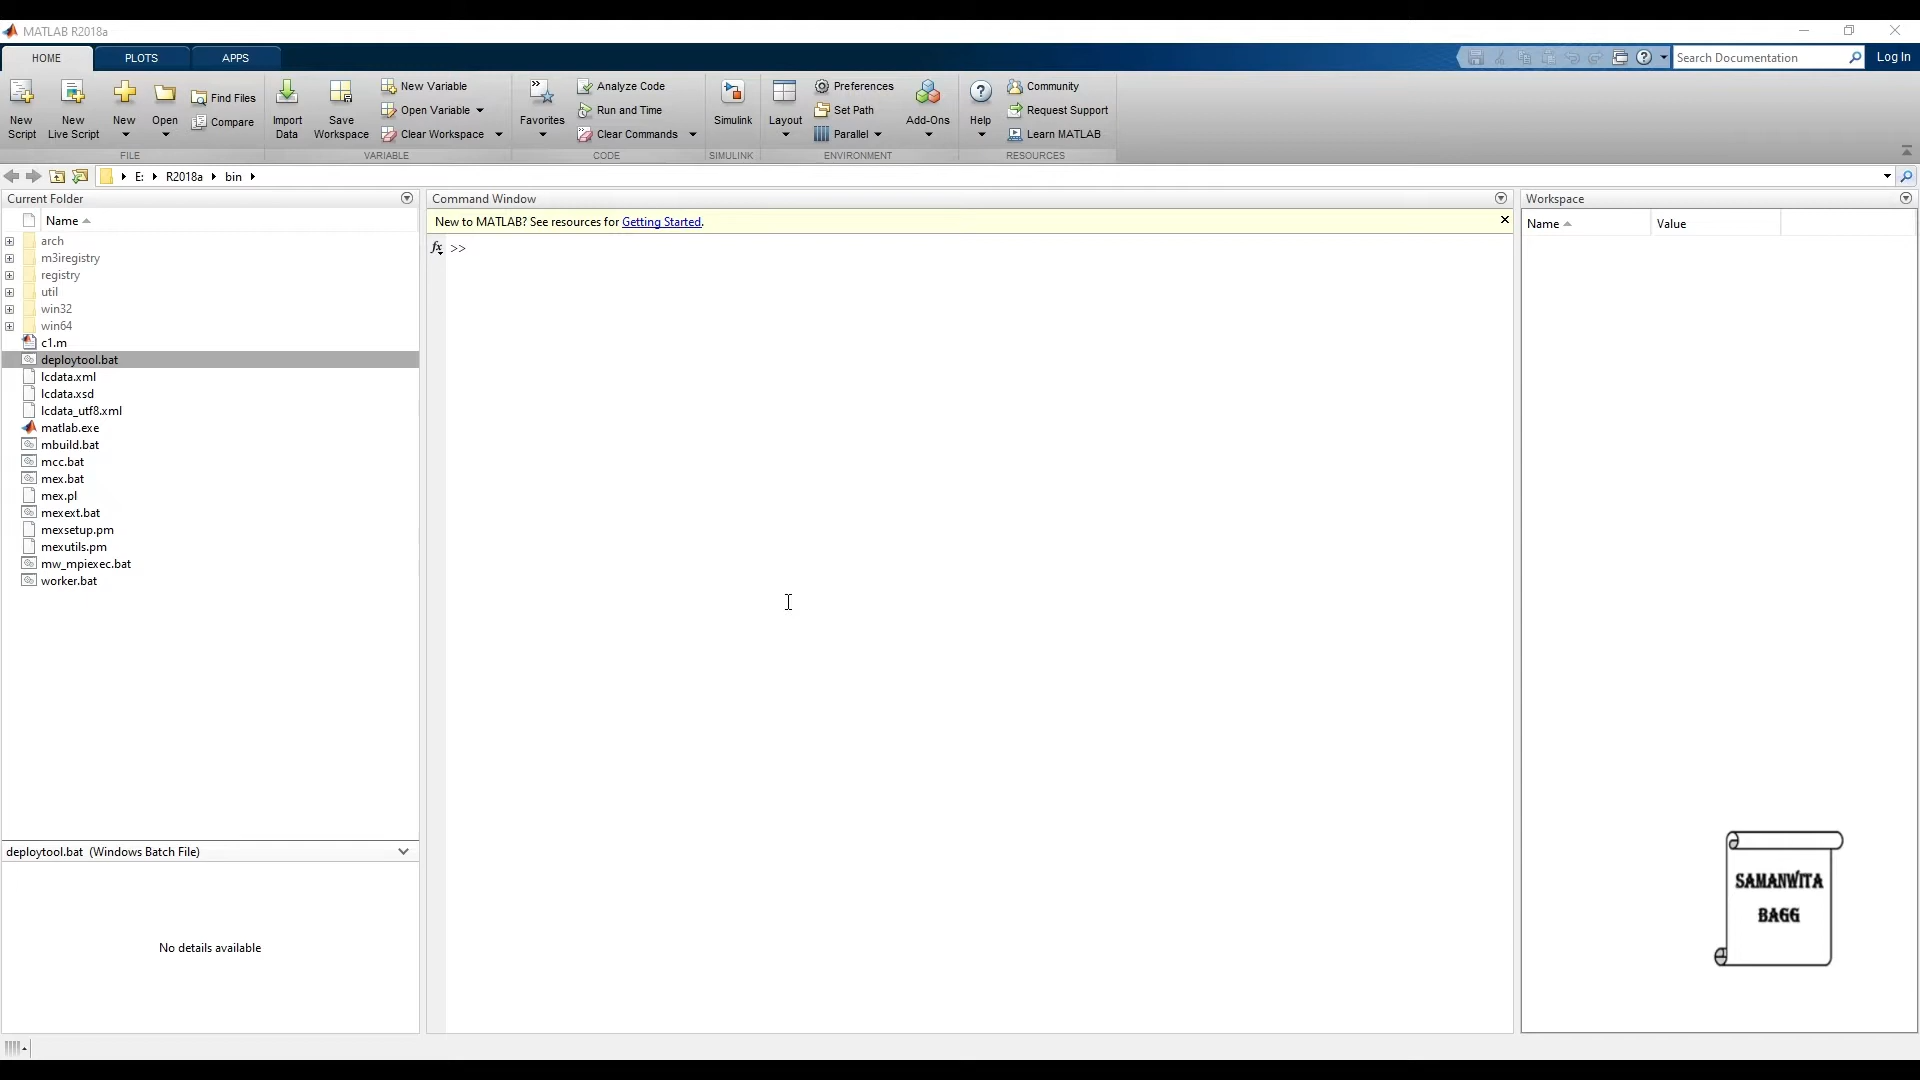 MATLAB R2018a
HOME PLOTS APPS
Search Documentation
Log In
New Script
New Live Script
New
Open
Find Files
Compare
FILE
Import Data
Save Workspace
New Variable
Open Variable
Clear Workspace
VARIABLE
Favorites
Analyze Code
Run and Time
Clear Commands
CODE
Simulink
SIMULINK
Layout
Preferences
Set Path
Parallel
Add-Ons
ENVIRONMENT
Help
Community
Request Support
Learn MATLAB
RESOURCES
E: R2018a bin
Current Folder
Name
arch
m3iregistry
registry
util
win32
win64
c1.m
deploytool.bat
lcdata.xml
lcdata.xsd
lcdata_utf8.xml
matlab.exe
mbuild.bat
mcc.bat
mex.bat
mex.pl
mexext.bat
mexsetup.pm
mexutils.pm
mw_mpiexec.bat
worker.bat
deploytool.bat (Windows Batch File)
No details available
Command Window
New to MATLAB? See resources for Getting Started.
fx >>
Workspace
Name Value
SAMANWITA
BAGG